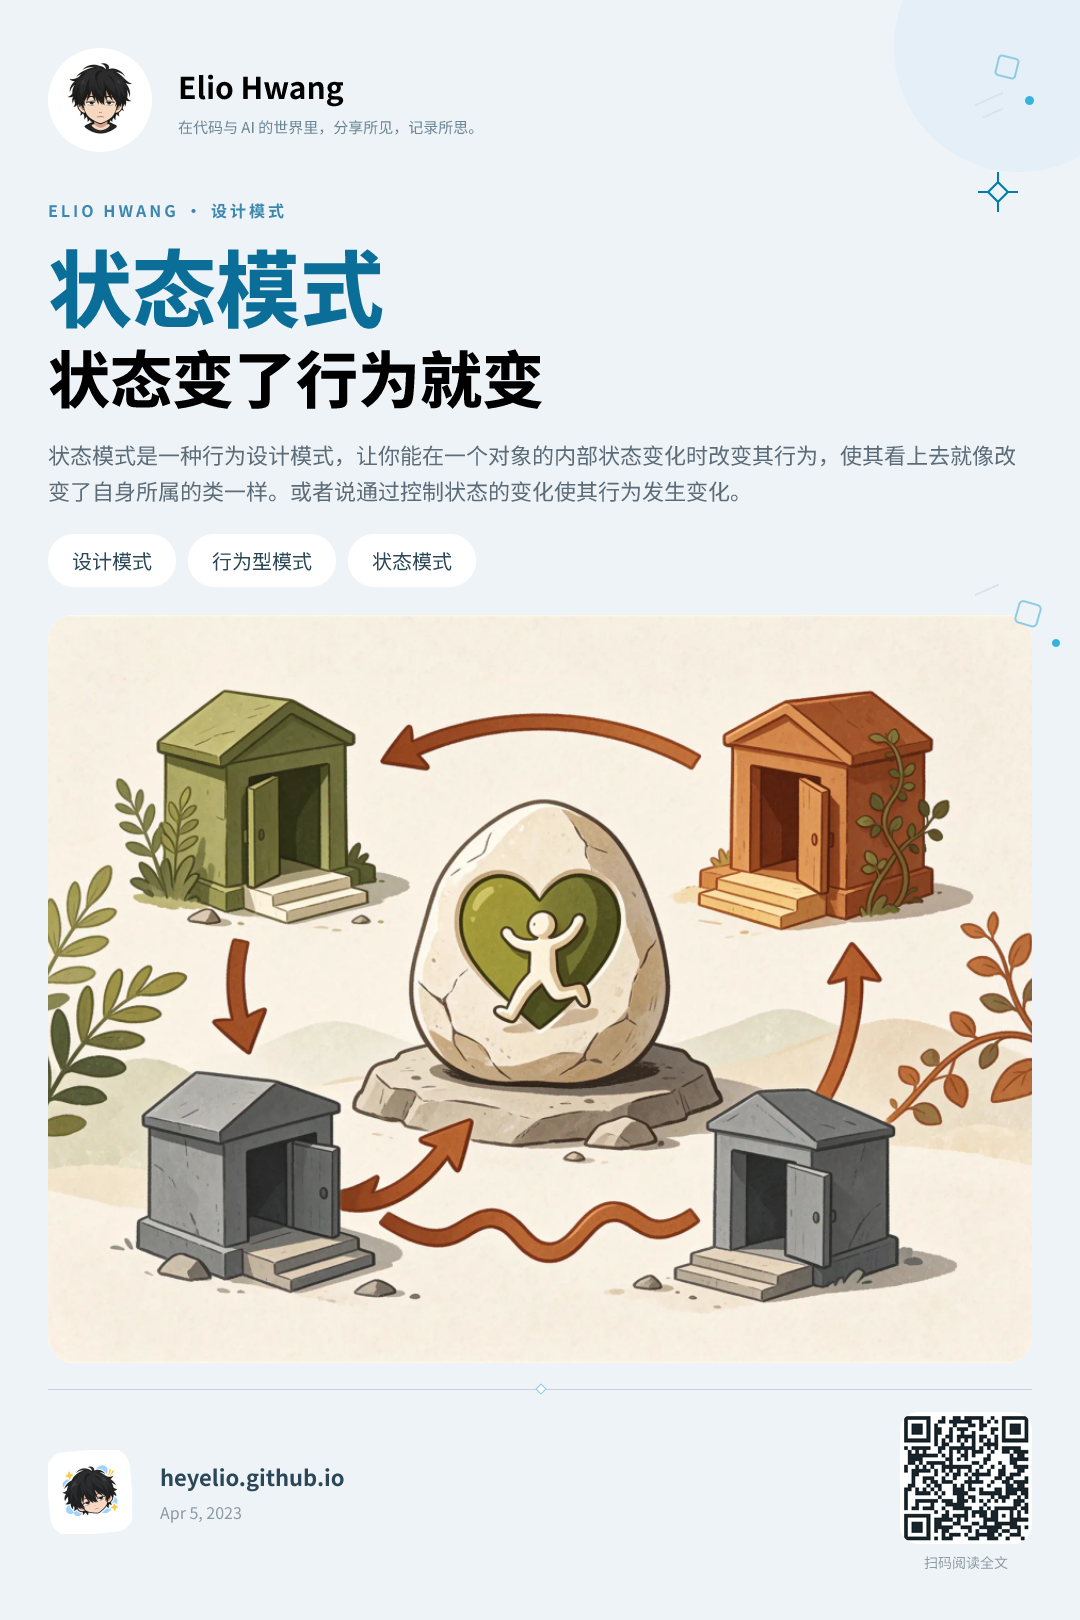 Elio Hwang
在代码与 AI 的世界里，分享所见，记录所思。
ELIO HWANG • 设计模式
状态模式
状态变了行为就变
状态模式是一种行为设计模式，让你能在一个对象的内部状态变化时改变其行为，使其看上去就像改
变了自身所属的类一样。或者说通过控制状态的变化使其行为发生变化。
设计模式 行为型模式 状态模式
heyelio.github.io
Apr 5, 2023
扫码阅读全文